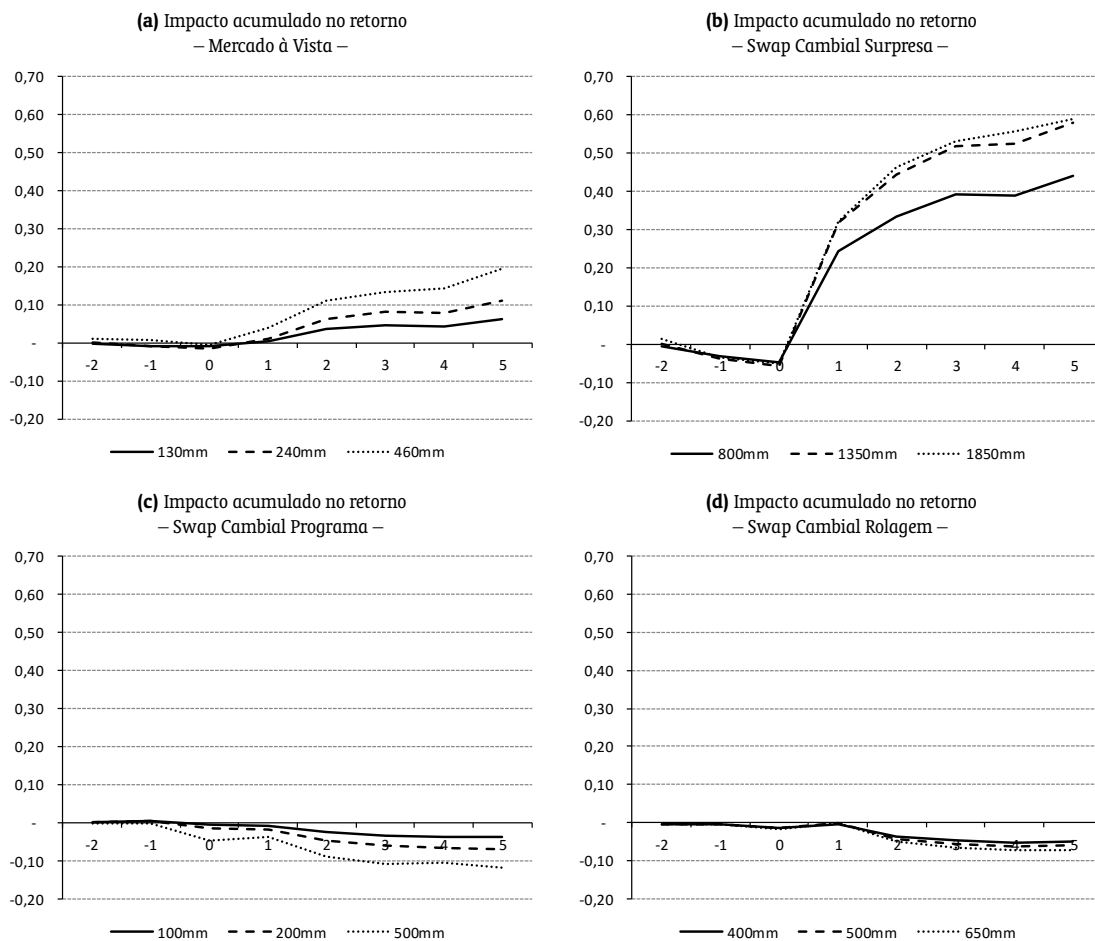 (a) Impacto acumulado no retorno
– Mercado à Vista –
0,70
0,60
0,50
0,40
0,30
0,20
0,10
-
-0,10
-0,20
-2 -1 0 1 2 3 4 5
130mm 240mm 460mm
(b) Impacto acumulado no retorno
– Swap Cambial Surpresa –
0,70
0,60
0,50
0,40
0,30
0,20
0,10
-
-0,10
-0,20
-2 -1 0 1 2 3 4 5
800mm 1350mm 1850mm
(c) Impacto acumulado no retorno
– Swap Cambial Programa –
0,70
0,60
0,50
0,40
0,30
0,20
0,10
-
-0,10
-0,20
-2 -1 0 1 2 3 4 5
100mm 200mm 500mm
(d) Impacto acumulado no retorno
– Swap Cambial Rolagem –
0,70
0,60
0,50
0,40
0,30
0,20
0,10
-
-0,10
-0,20
-2 -1 0 1 2 3 4 5
400mm 500mm 650mm